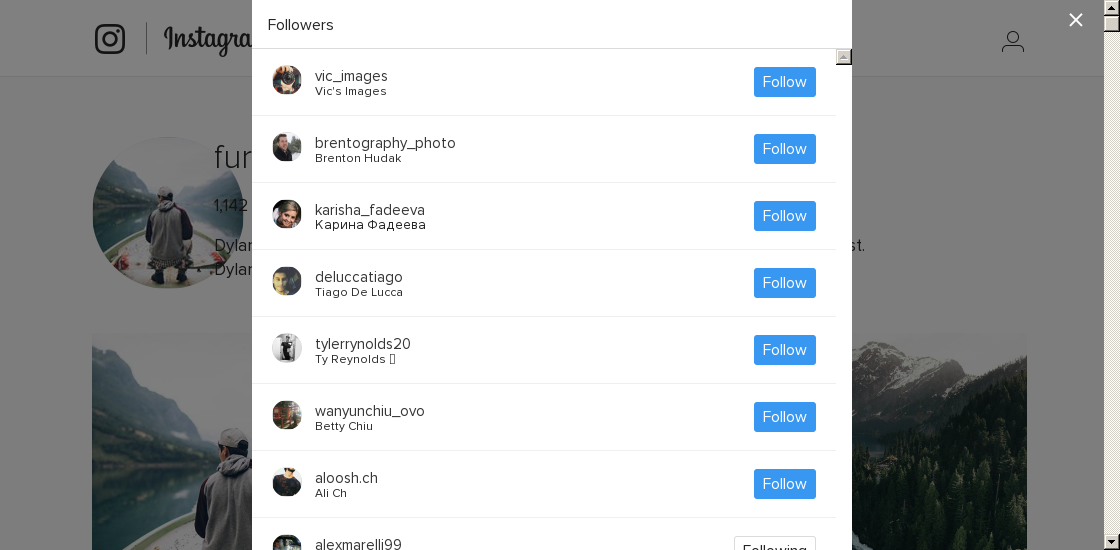 Followers
Instagra
vic_images
Vic's Images
Follow
fur
brentography_photo
Brenton Hudak
Follow
1,142
karisha_fadeeva
Карина Фадеева
Follow
Dylar
st.
Dylar
deluccatiago
Tiago De Lucca
Follow
tylerrynolds20
Ty Reynolds
Follow
wanyunchiu_ovo
Betty Chiu
Follow
aloosh.ch
Ali Ch
Follow
alexmarelli99
Following